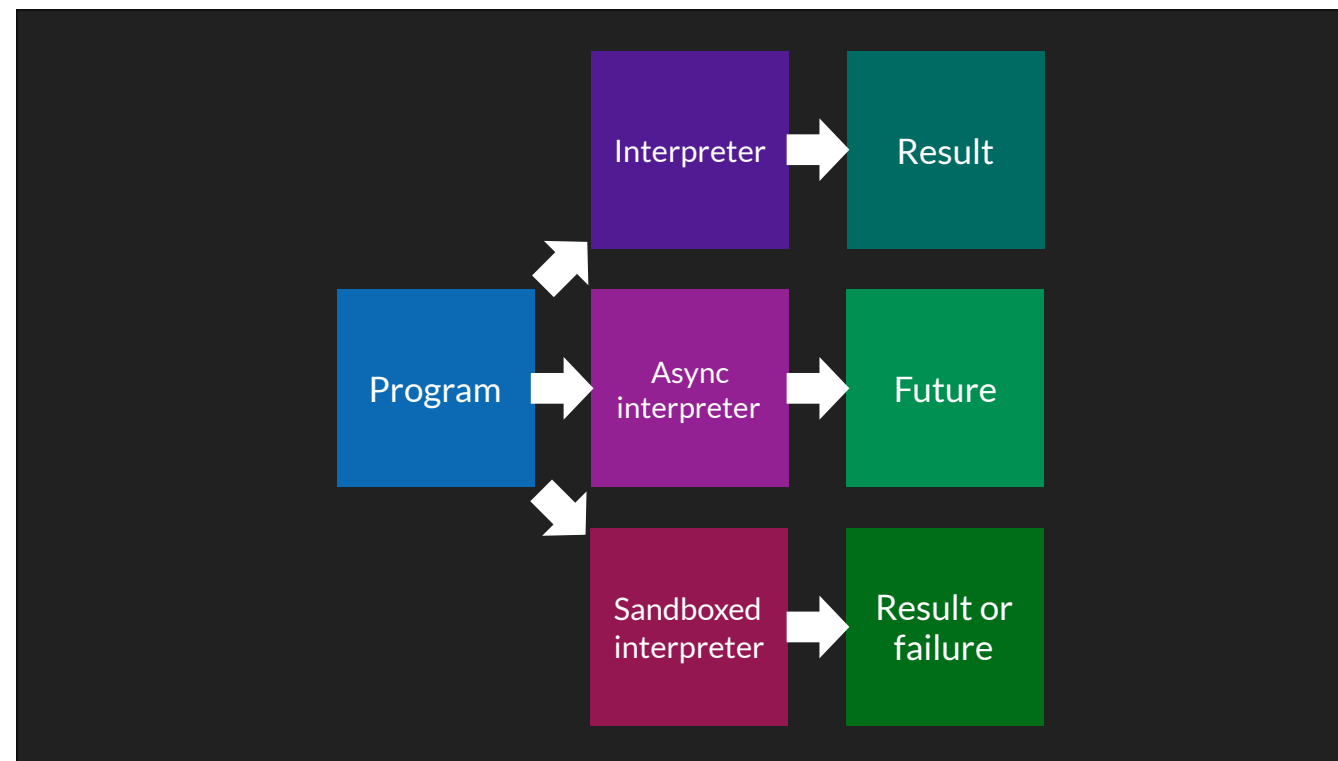 Interpreter
Result
Program
Async
interpreter
Future
Sandboxed
interpreter
Result or
failure